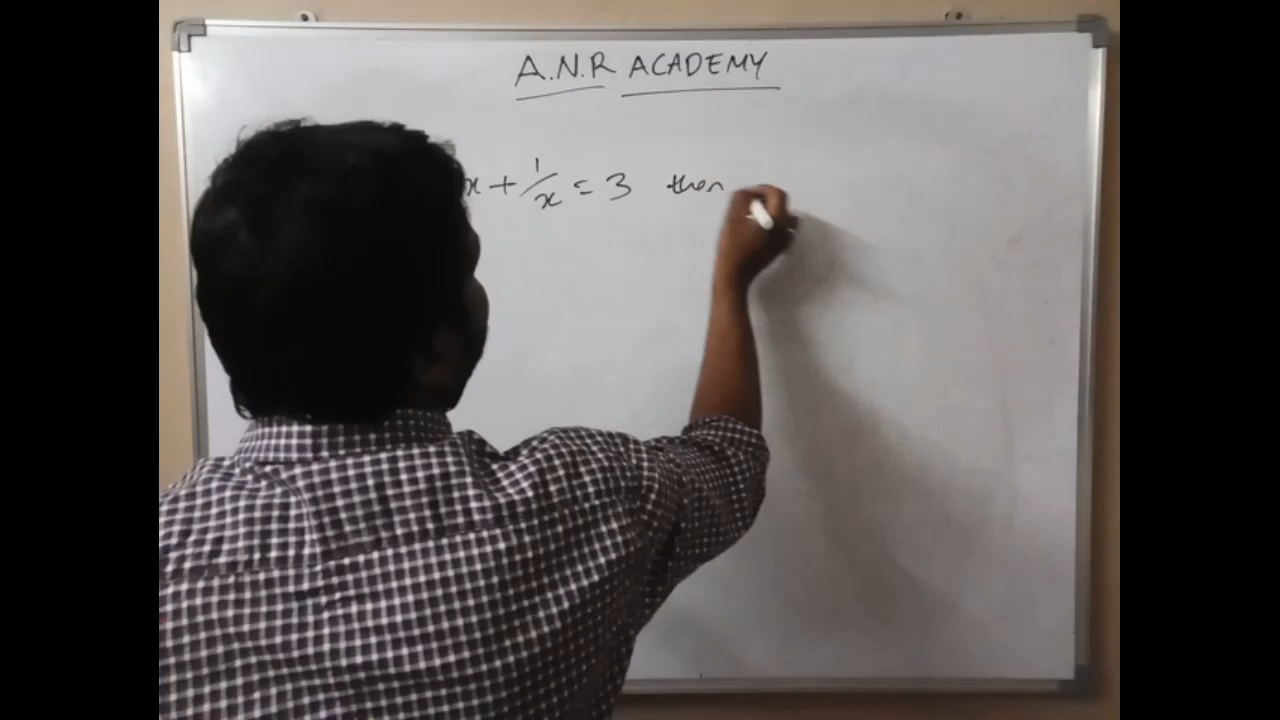 A.N.R ACADEMY
x + 1/x = 3 then